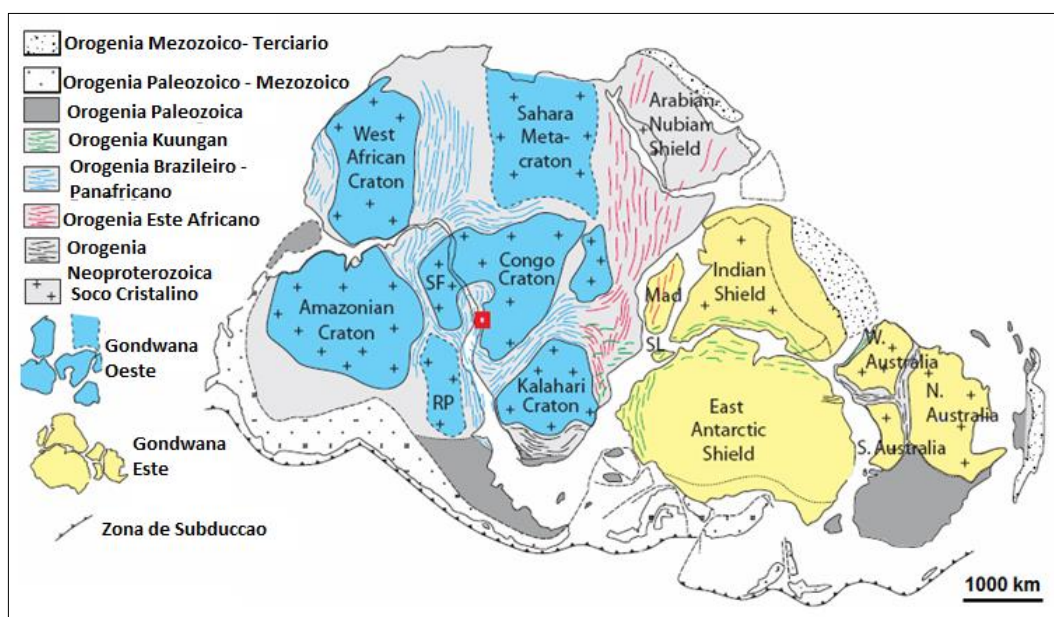 Orogenia Mezozoico- Terciario
Orogenia Paleozoico - Mezozoico
Orogenia Paleozoica
Orogenia Kuungan
Orogenia Brazileiro -
Panafricano
Orogenia Este Africano
Orogenia
Neoproterozoica
Soco Cristalino
Gondwana
Oeste
Gondwana
Este
Zona de Subduccao
West
African
Craton
Sahara
Meta-
craton
Arabian-
Nubiam
Shield
Amazonian
Craton
SF
Congo
Craton
RP
Kalahari
Craton
Mad
SL
Indian
Shield
East
Antarctic
Shield
W.
Australia
N.
Australia
S. Australia
1000 km